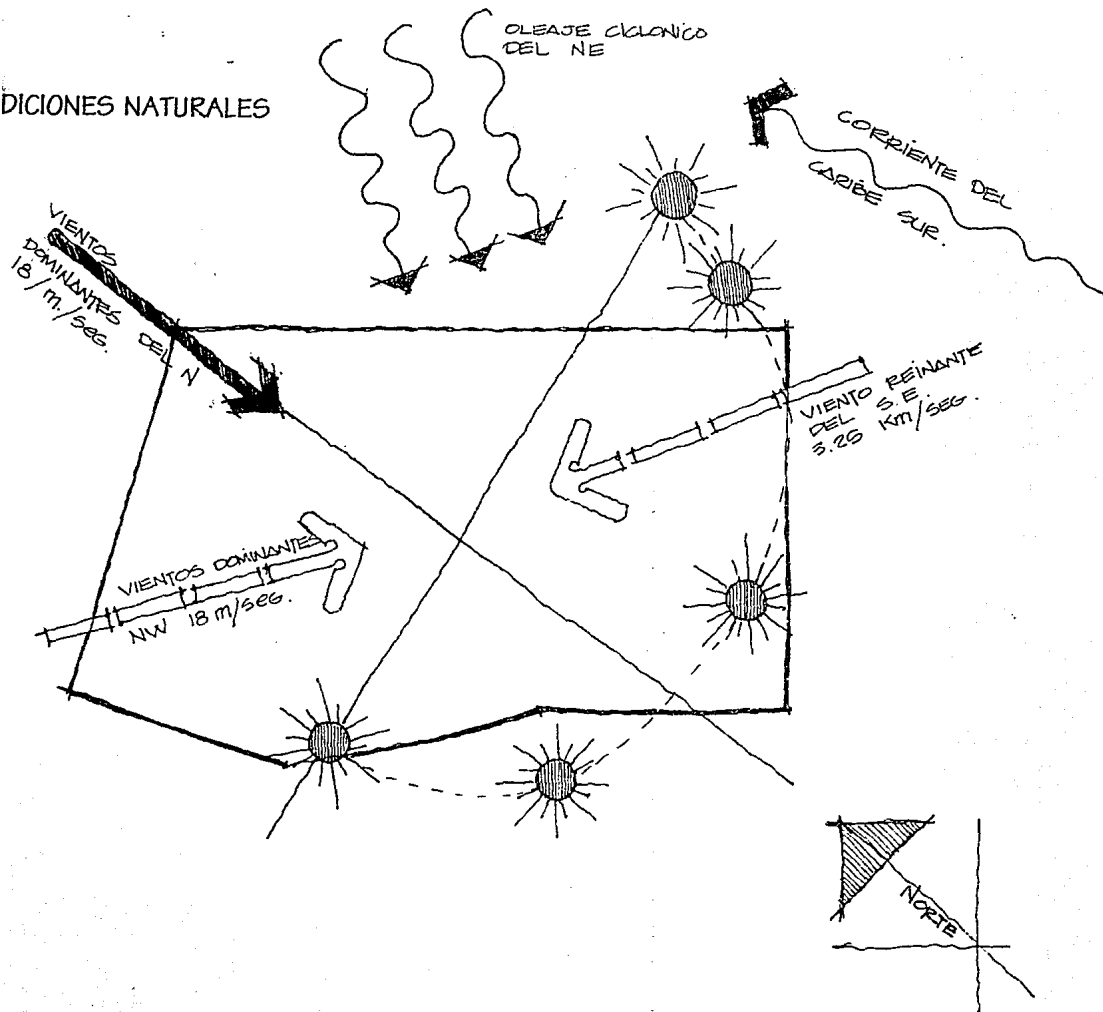 OLEAJE CICLONICO
DEL NE
DICIONES NATURALES
CORRIENTE DEL
CARIBE SUR.
VIENTOS
DOMINANTES DEL N
18/m./SEG.
VIENTO REINANTE
DEL S.E.
3.25 KM/SEG.
VIENTOS DOMINANTES
NW 18 m/SEG.
NORTE